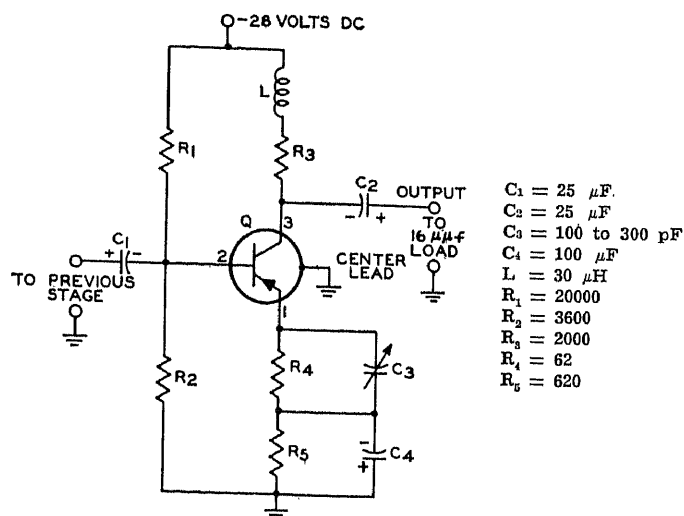 -28 VOLTS DC
L
R1
R3
C2
OUTPUT
TO
16 μμf
LOAD
Q
3
C1
+ -
2
- +
CENTER
LEAD
TO PREVIOUS
STAGE
1
R2
R4
C3
R5
-
+
C4
C₁ = 25 μF.
C₂ = 25 μF
C₃ = 100 to 300 pF
C₄ = 100 μF
L = 30 μH
R₁ = 20000
R₂ = 3600
R₃ = 2000
R₄ = 62
R₅ = 620